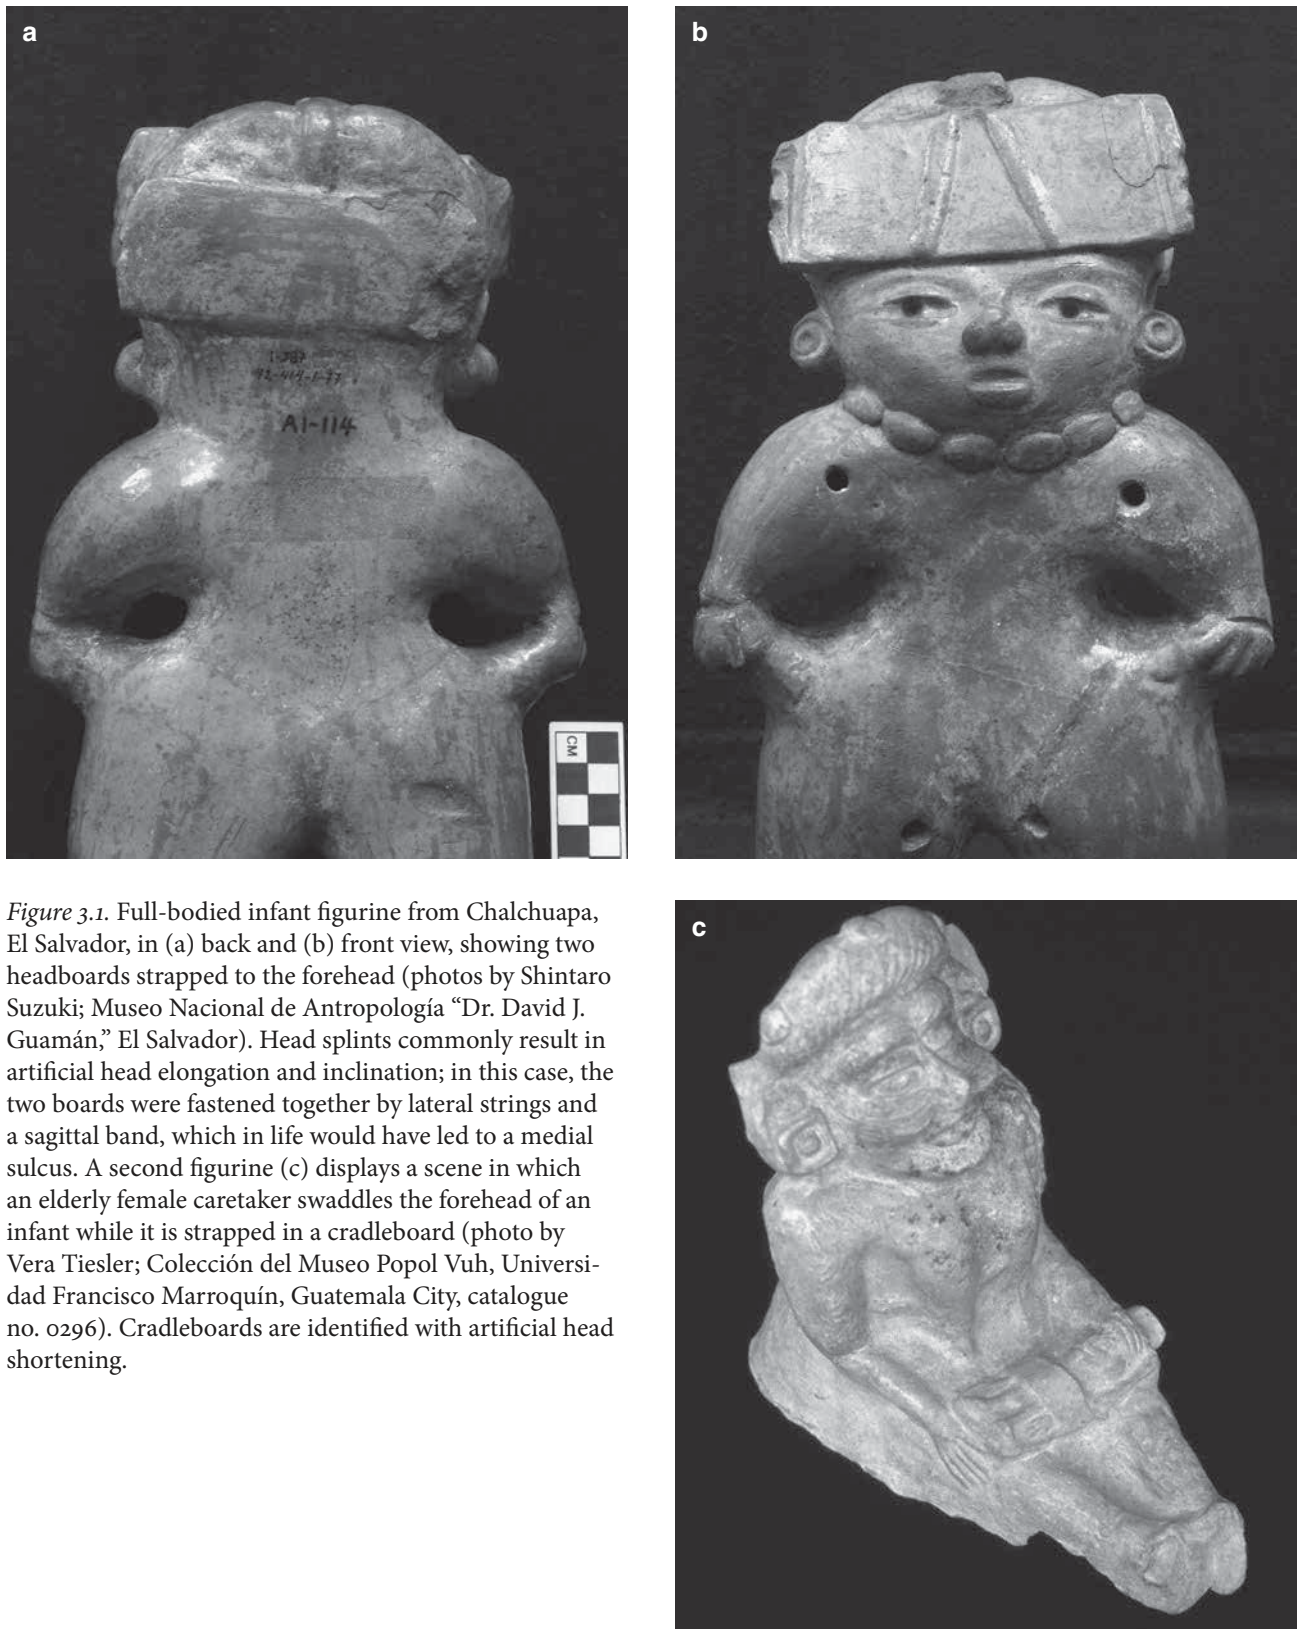 a
b
1-787
A1-114
CM
Figure 3.1. Full-bodied infant figurine from Chalchuapa,
El Salvador, in (a) back and (b) front view, showing two
headboards strapped to the forehead (photos by Shintaro
Suzuki; Museo Nacional de Antropología “Dr. David J.
Guamán,” El Salvador). Head splints commonly result in
artificial head elongation and inclination; in this case, the
two boards were fastened together by lateral strings and
a sagittal band, which in life would have led to a medial
sulcus. A second figurine (c) displays a scene in which
an elderly female caretaker swaddles the forehead of an
infant while it is strapped in a cradleboard (photo by
Vera Tiesler; Colección del Museo Popol Vuh, Universi-
dad Francisco Marroquín, Guatemala City, catalogue
no. 0296). Cradleboards are identified with artificial head
shortening.
c